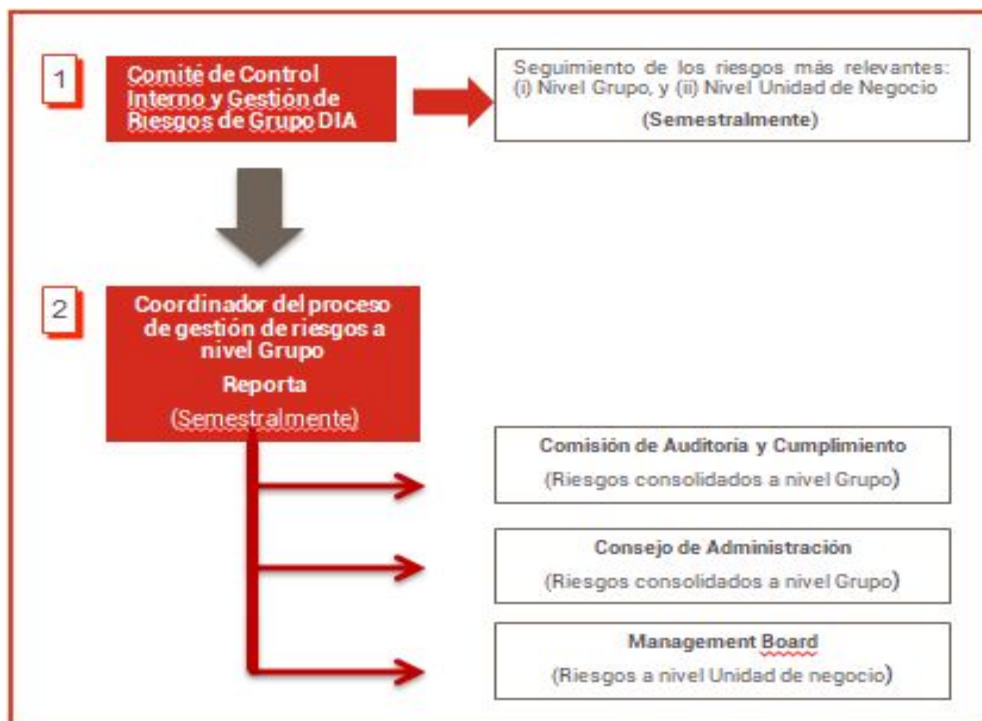 1
Comité de Control
Interno y Gestión de
Riesgos de Grupo DIA
Seguimiento de los riesgos más relevantes:
(i) Nivel Grupo, y (ii) Nivel Unidad de Negocio
(Semestralmente)
2
Coordinador del proceso
de gestión de riesgos a
nivel Grupo
Reporta
(Semestralmente)
Comisión de Auditoría y Cumplimiento
(Riesgos consolidados a nivel Grupo)
Consejo de Administración
(Riesgos consolidados a nivel Grupo)
Management Board
(Riesgos a nivel Unidad de negocio)